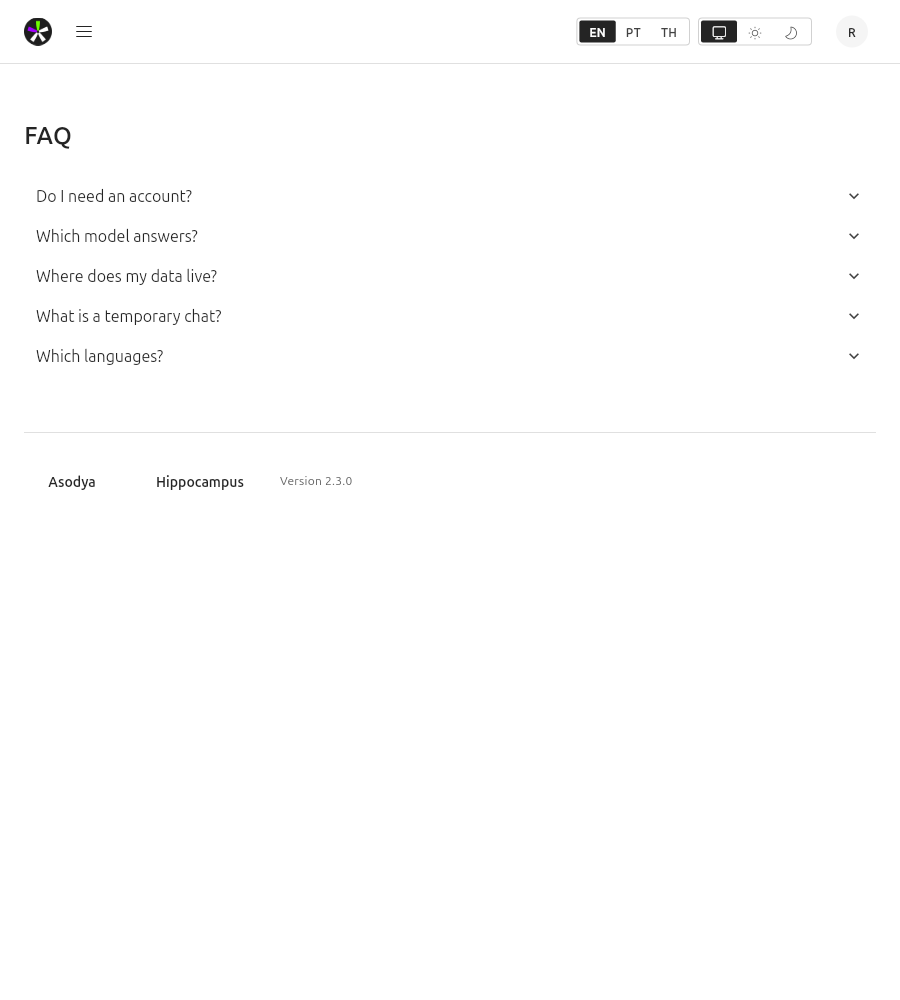 EN PT TH R
FAQ
Do I need an account?
Which model answers?
Where does my data live?
What is a temporary chat?
Which languages?
Asodya Hippocampus Version 2.3.0